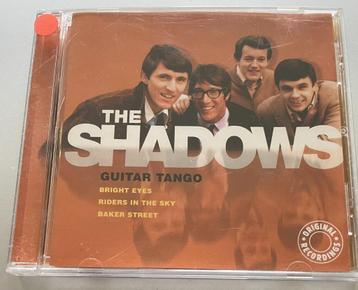 THE
SHADOWS
GUITAR TANGO
BRIGHT EYES
RIDERS IN THE SKY
BAKER STREET
ORIGINAL RECORDINGS